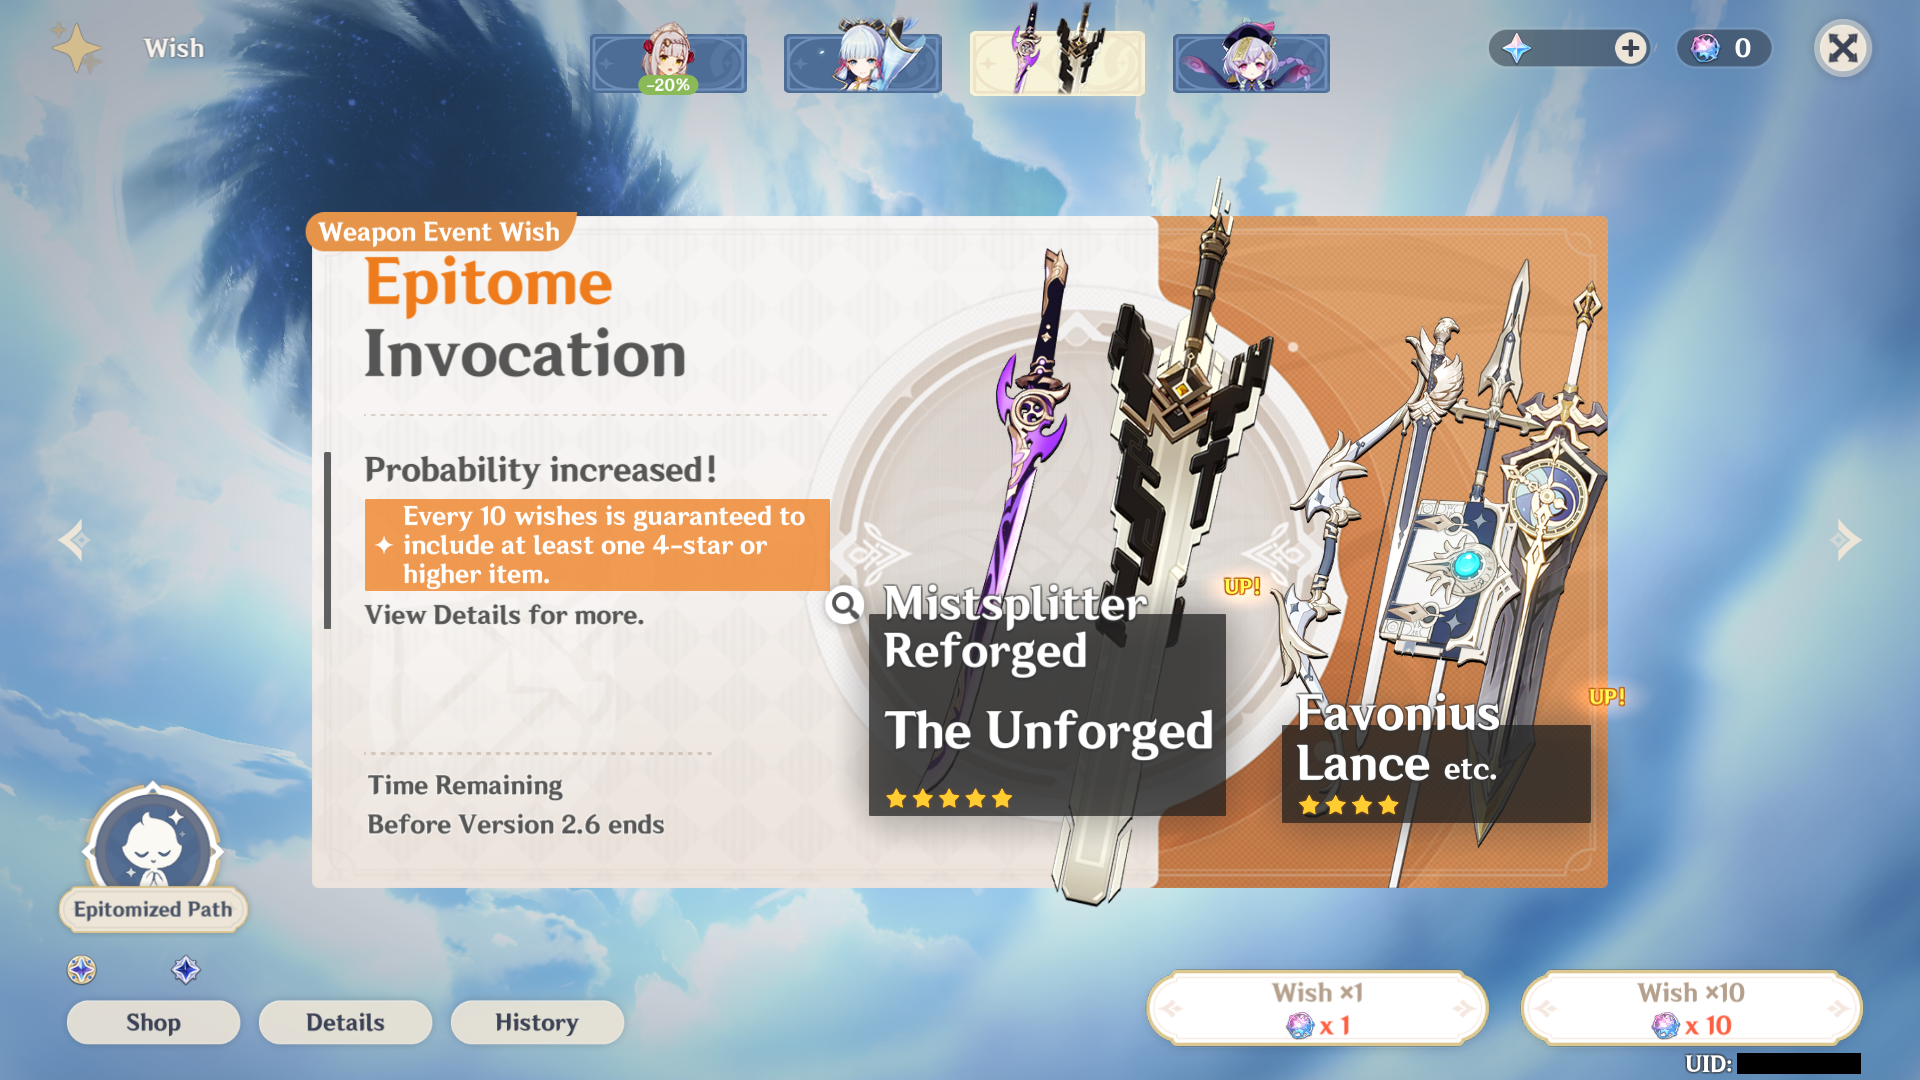 Wish
-20%
0
Weapon Event Wish
Epitome
Invocation
Probability increased!
Every 10 wishes is guaranteed to
include at least one 4-star or
higher item.
View Details for more.
Time Remaining
Before Version 2.6 ends
UP!
Mistsplitter
Reforged
The Unforged
UP!
Favonius
Lance etc.
Epitomized Path
Shop
Details
History
Wish ×1
x 1
Wish ×10
x 10
UID: